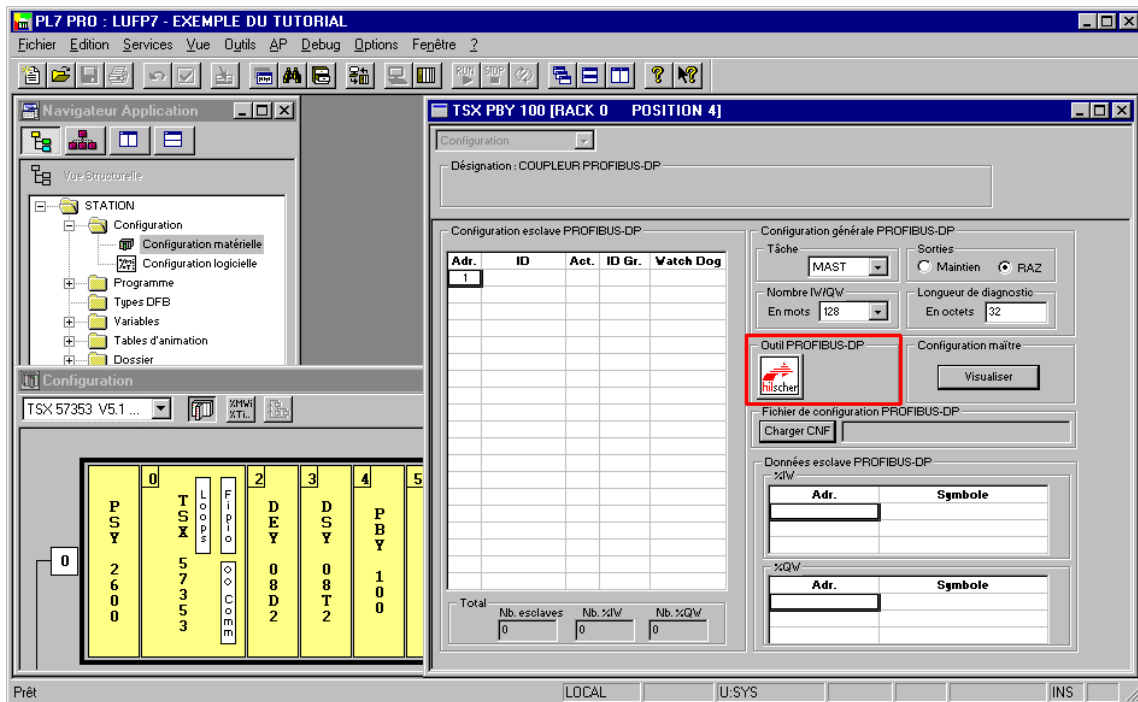 PL7 PRO : LUFP7 - EXEMPLE DU TUTORIAL
Fichier Edition Services Vue Outils AP Debug Options Fenêtre ?
RUN STOP
Navigateur Application
Vue Structurelle
STATION
Configuration
Configuration matérielle
Configuration logicielle
Programme
Types DFB
Variables
Tables d'animation
Dossier
Configuration
TSX 57353 V5.1 ...
%MWi
XTi..
0
PSY 2600
0
TSX 57353
Loops
Fipio
Comm
2
DEY 08D2
3
DSY 08T2
4
PBY 100
5
TSX PBY 100 [RACK 0 POSITION 4]
Configuration
Désignation : COUPLEUR PROFIBUS-DP
Configuration esclave PROFIBUS-DP
Adr. ID Act. ID Gr. Watch Dog
1
Total
Nb. esclaves Nb. %IW Nb. %QW
0 0 0
Configuration générale PROFIBUS-DP
Tâche
MAST
Sorties
Maintien RAZ
Nombre IW/QW
En mots 128
Longueur de diagnostic
En octets 32
Outil PROFIBUS-DP
hilscher
Configuration maître
Visualiser
Fichier de configuration PROFIBUS-DP
Charger CNF
Données esclave PROFIBUS-DP
%IW
Adr. Symbole
%QW
Adr. Symbole
Prêt LOCAL U:SYS INS